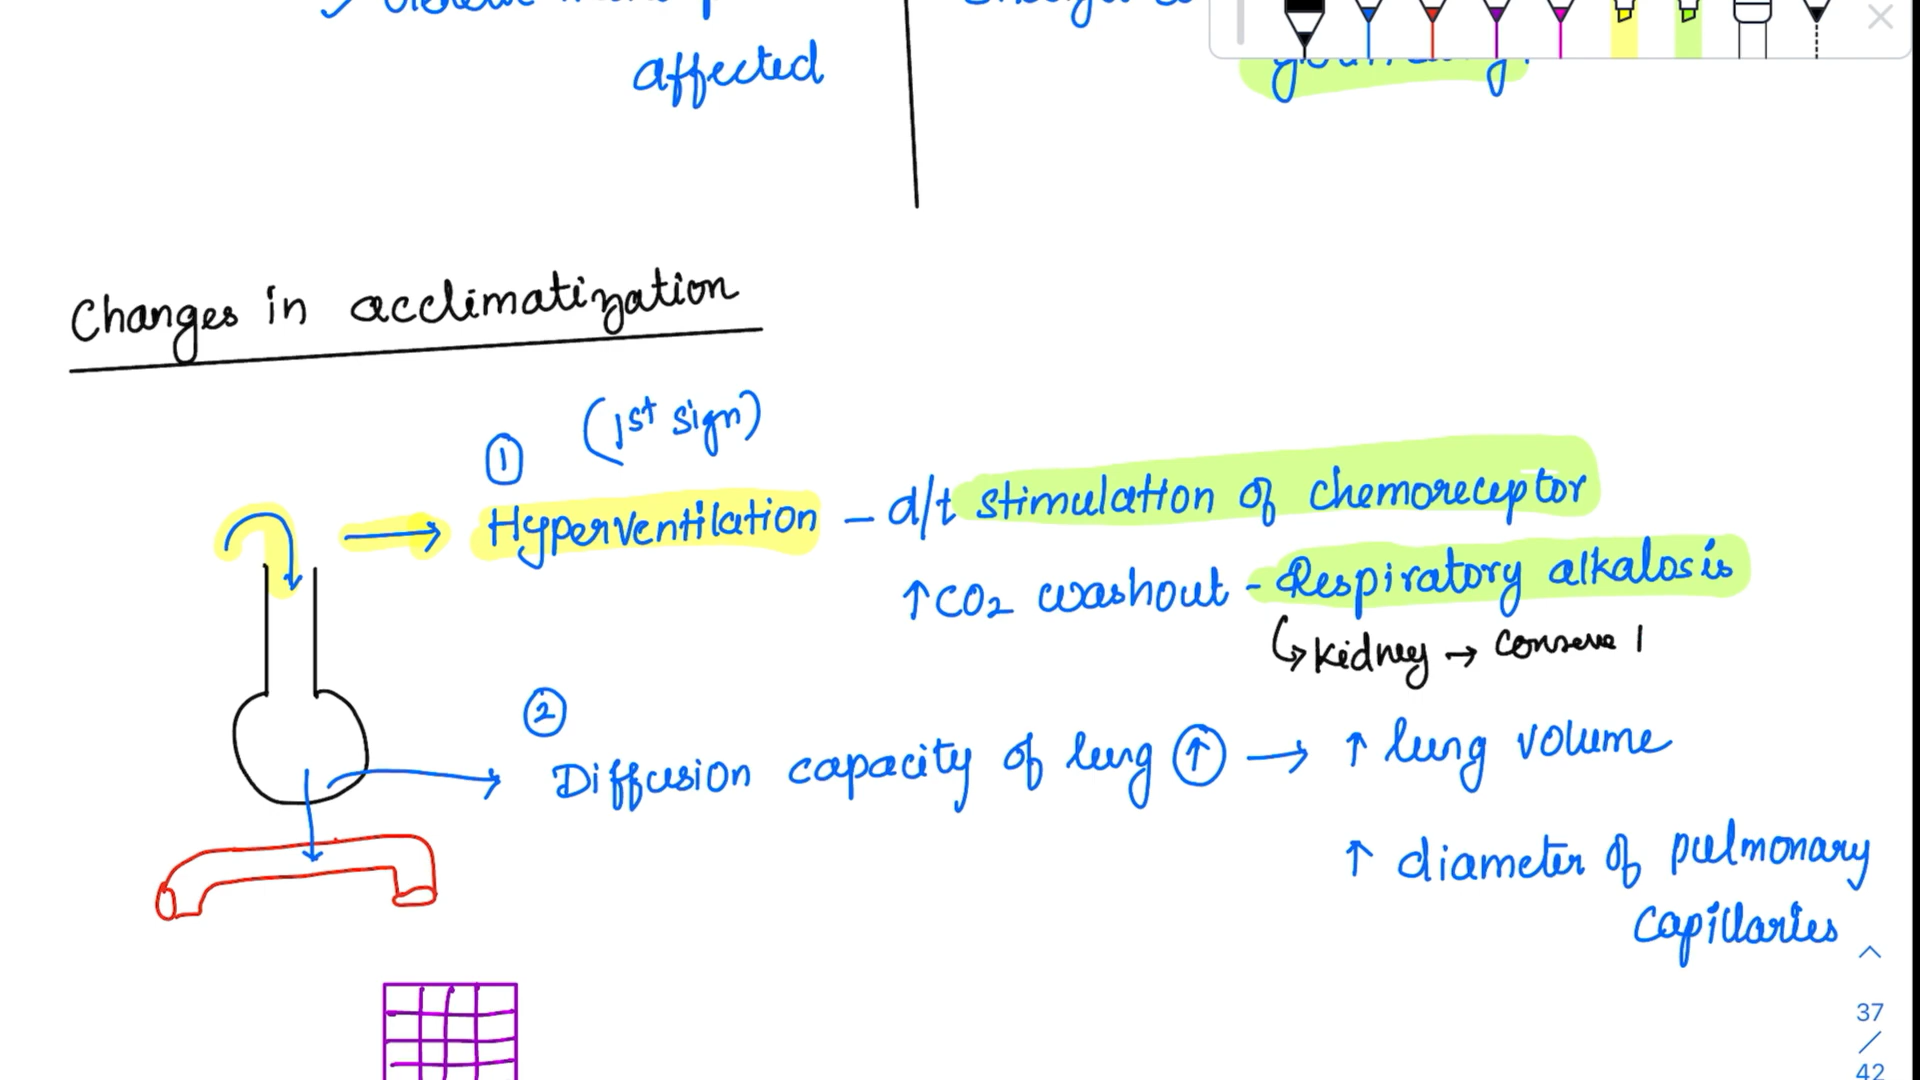 affected
Changes in acclimatization
(1st sign)
1
→ Hyperventilation - d/t stimulation of chemoreceptor
↑CO2 washout - Respiratory alkalosis
↳ kidney → conserve
2
Diffusion capacity of lung ↑ → ↑ lung volume
↑ diameter of pulmonary
capillaries
37
/
42